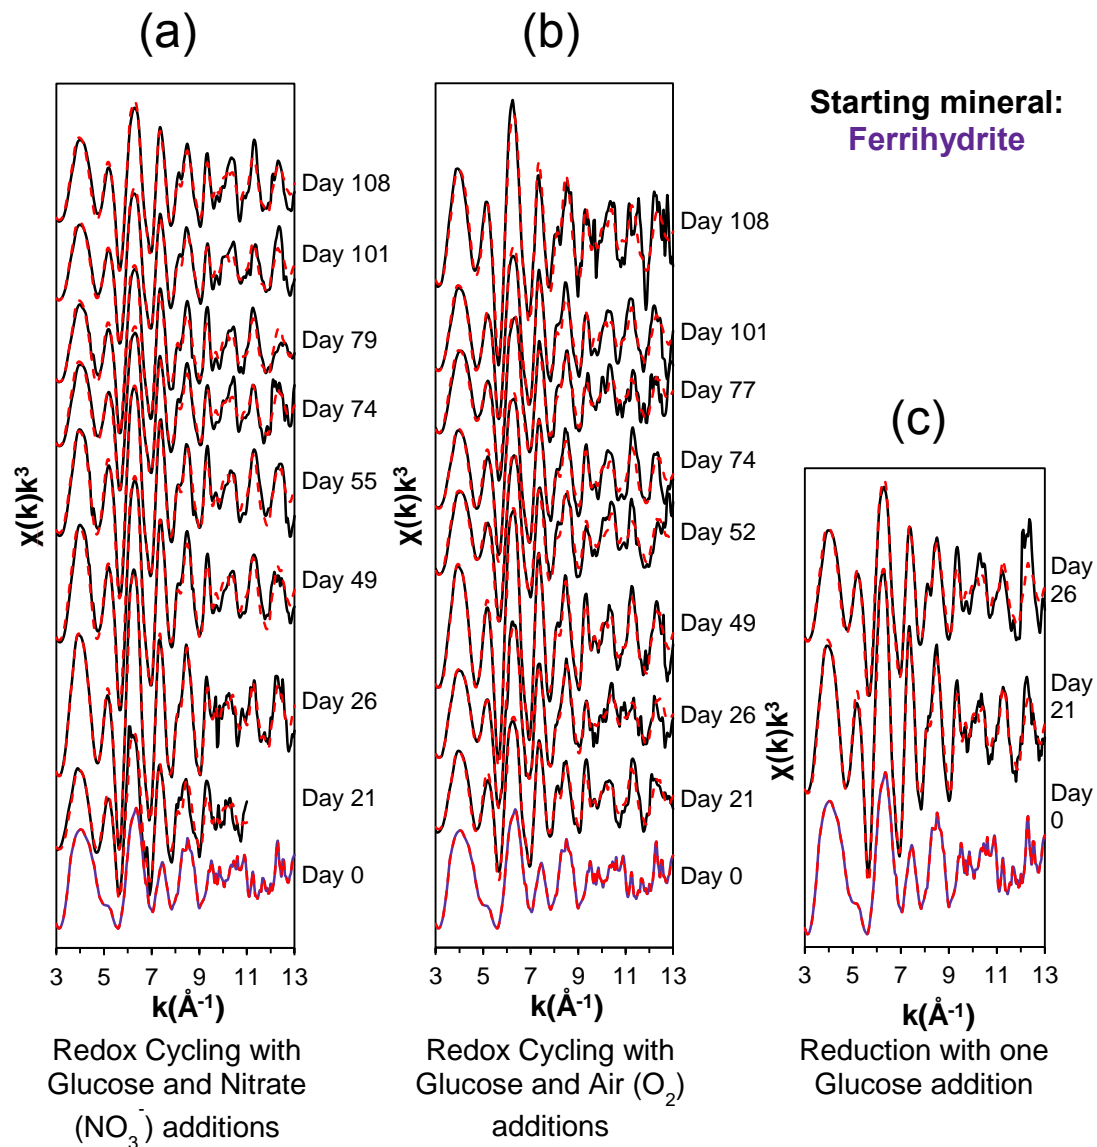 (a)
(b)
Starting mineral:
Ferrihydrite
Day 108
Day 101
Day 79
Day 74
Day 55
Day 49
Day 26
Day 21
Day 0
χ(k)k³
3 5 7 9 11 13
k(Å⁻¹)
Redox Cycling with
Glucose and Nitrate
(NO₃⁻) additions
Day 108
Day 101
Day 77
Day 74
Day 52
Day 49
Day 26
Day 21
Day 0
χ(k)k³
3 5 7 9 11 13
k(Å⁻¹)
Redox Cycling with
Glucose and Air (O₂)
additions
(c)
Day
26
Day
21
Day
0
χ(k)k³
3 5 7 9 11 13
k(Å⁻¹)
Reduction with one
Glucose addition